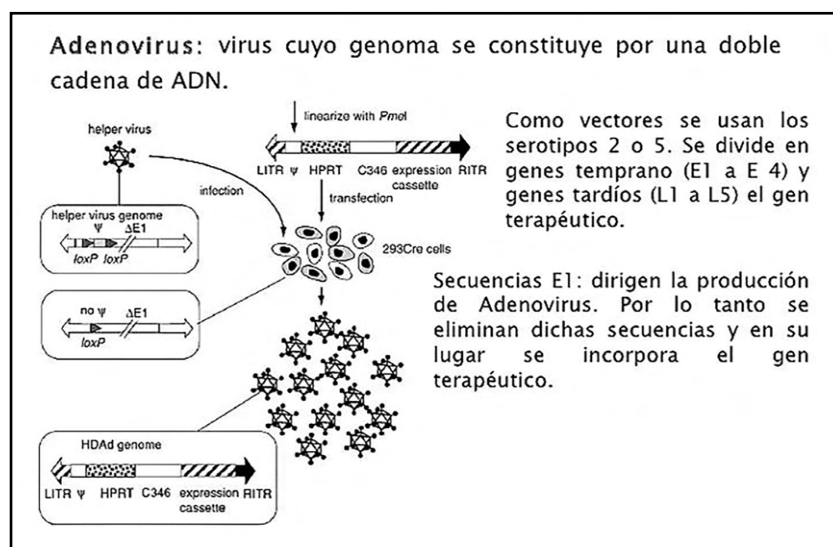 Adenovirus: virus cuyo genoma se constituye por una doble
cadena de ADN.
linearize with PmeI
helper virus
LITR ψ HPRT C346 expression RITR
cassette
infection
transfection
Como vectores se usan los
serotipos 2 o 5. Se divide en
genes temprano (E1 a E 4) y
genes tardíos (L1 a L5) el gen
terapéutico.
helper virus genome
ψ ΔE1
loxP loxP
293Cre cells
Secuencias E1: dirigen la producción
de Adenovirus. Por lo tanto se
eliminan dichas secuencias y en su
lugar se incorpora el gen
terapéutico.
no ψ ΔE1
loxP
HDAd genome
LITR ψ HPRT C346 expression RITR
cassette